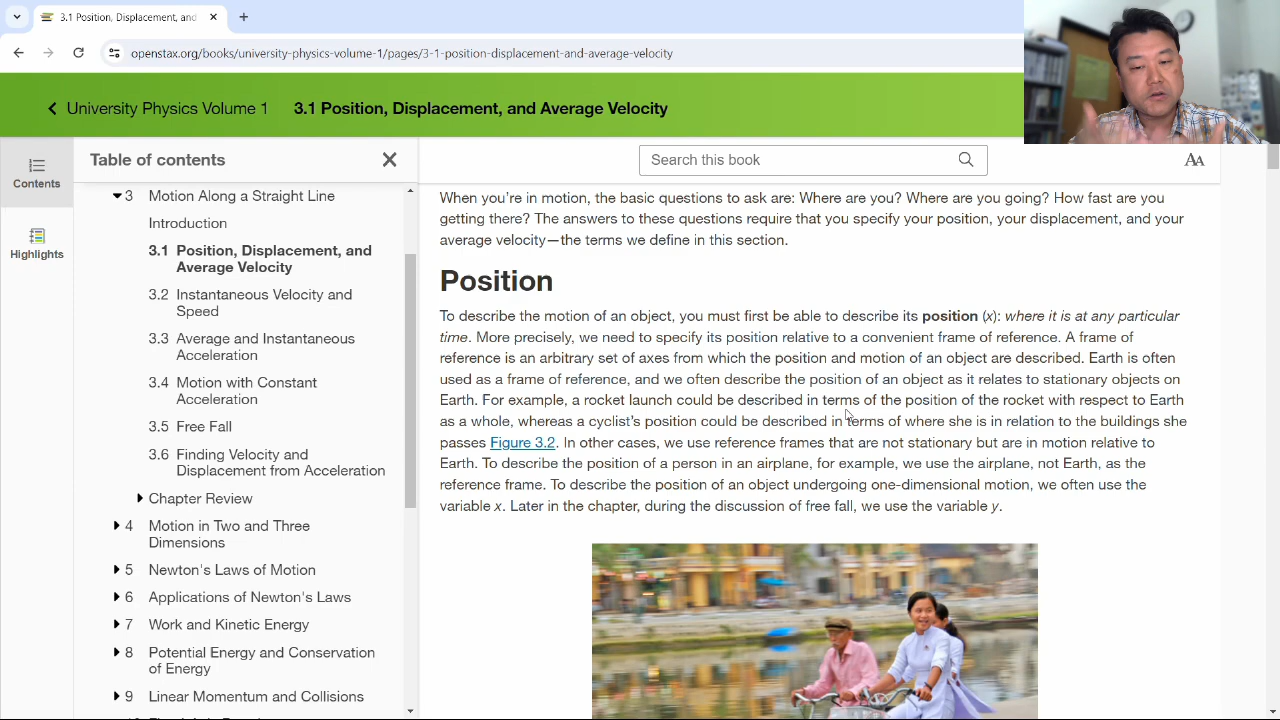 3.1 Position, Displacement, an
openstax.org/books/university-physics-volume-1/pages/3-1-position-displacement-and-average-velocity
University Physics Volume 1
3.1 Position, Displacement, and Average Velocity
Contents
Highlights
Table of contents
3 Motion Along a Straight Line
Introduction
3.1 Position, Displacement, and
Average Velocity
3.2 Instantaneous Velocity and
Speed
3.3 Average and Instantaneous
Acceleration
3.4 Motion with Constant
Acceleration
3.5 Free Fall
3.6 Finding Velocity and
Displacement from Acceleration
Chapter Review
4 Motion in Two and Three
Dimensions
5 Newton's Laws of Motion
6 Applications of Newton's Laws
7 Work and Kinetic Energy
8 Potential Energy and Conservation
of Energy
9 Linear Momentum and Collisions
Search this book
AA
When you're in motion, the basic questions to ask are: Where are you? Where are you going? How fast are you
getting there? The answers to these questions require that you specify your position, your displacement, and your
average velocity—the terms we define in this section.
Position
To describe the motion of an object, you must first be able to describe its position (x): where it is at any particular
time. More precisely, we need to specify its position relative to a convenient frame of reference. A frame of
reference is an arbitrary set of axes from which the position and motion of an object are described. Earth is often
used as a frame of reference, and we often describe the position of an object as it relates to stationary objects on
Earth. For example, a rocket launch could be described in terms of the position of the rocket with respect to Earth
as a whole, whereas a cyclist's position could be described in terms of where she is in relation to the buildings she
passes Figure 3.2. In other cases, we use reference frames that are not stationary but are in motion relative to
Earth. To describe the position of a person in an airplane, for example, we use the airplane, not Earth, as the
reference frame. To describe the position of an object undergoing one-dimensional motion, we often use the
variable x. Later in the chapter, during the discussion of free fall, we use the variable y.